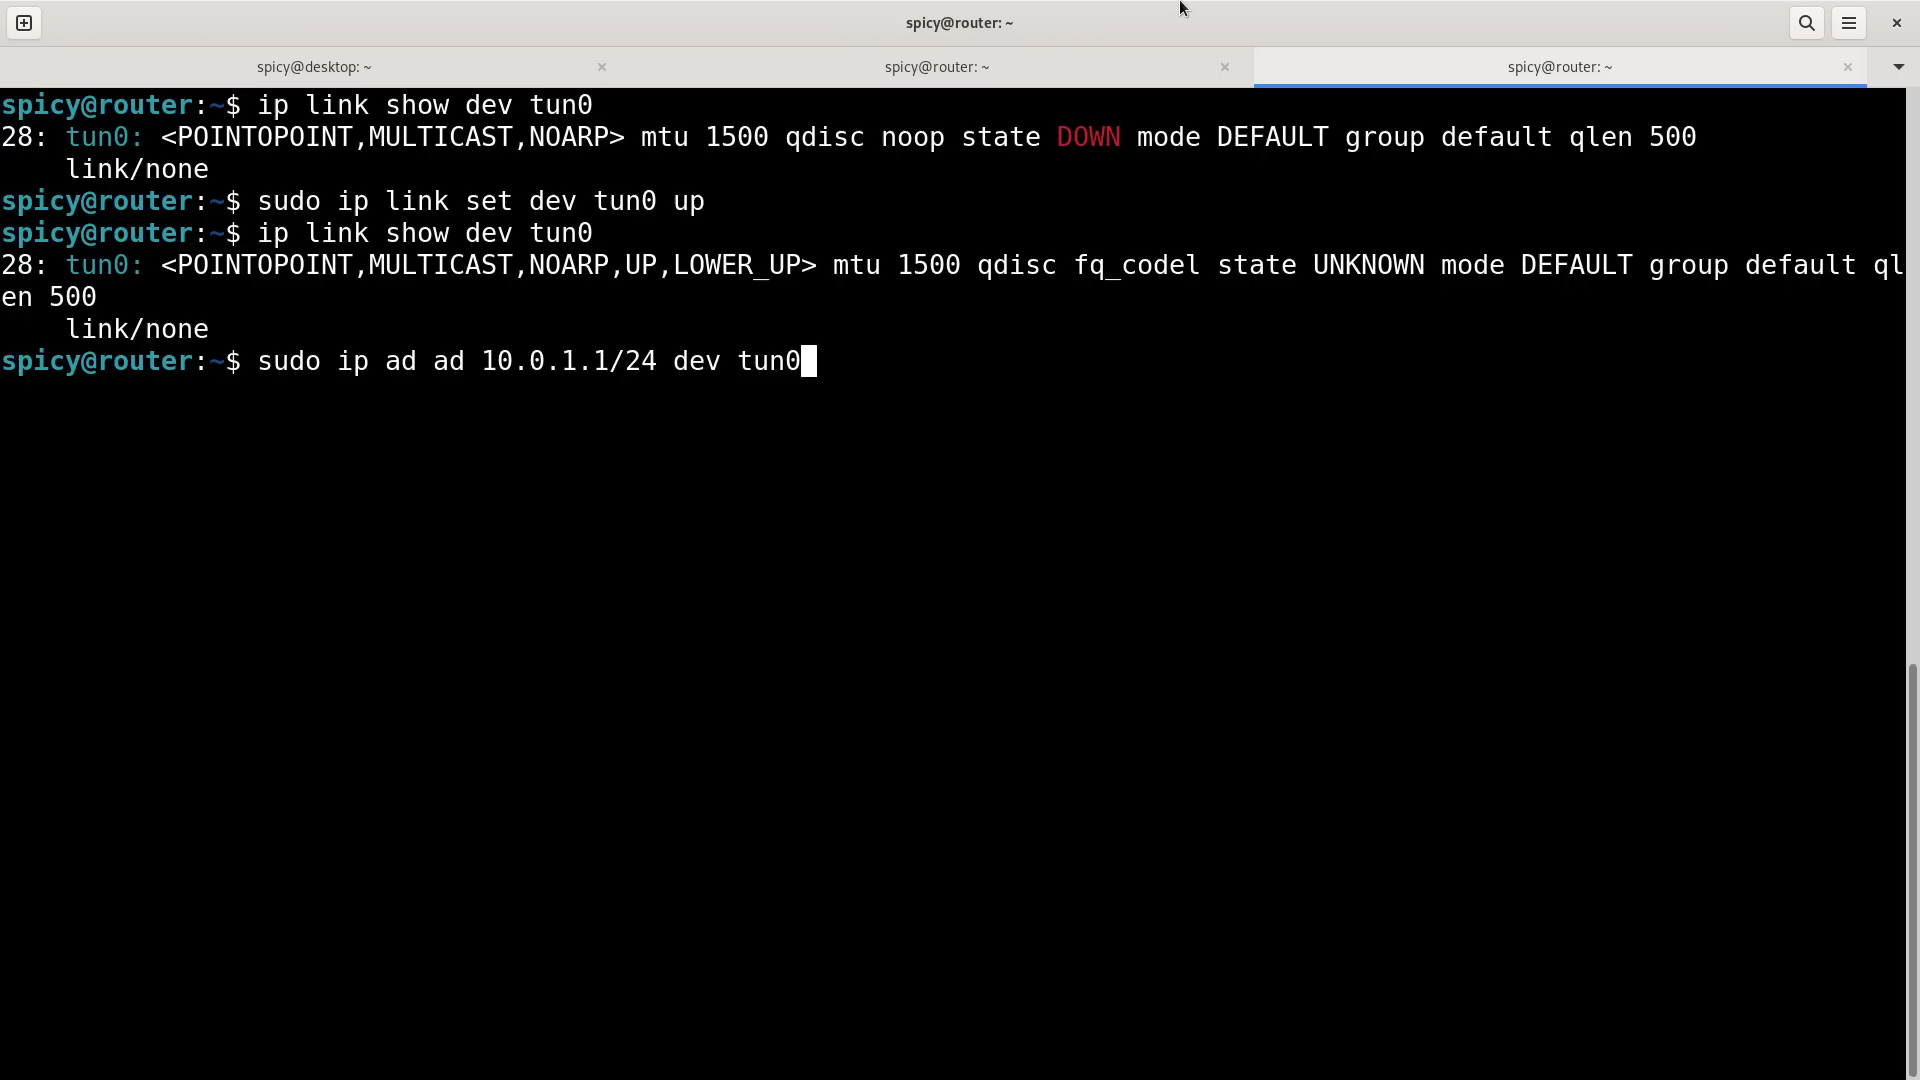 spicy@router: ~
spicy@desktop: ~
spicy@router: ~
spicy@router: ~
spicy@router:~$ ip link show dev tun0
28: tun0: <POINTOPOINT,MULTICAST,NOARP> mtu 1500 qdisc noop state DOWN mode DEFAULT group default qlen 500
    link/none
spicy@router:~$ sudo ip link set dev tun0 up
spicy@router:~$ ip link show dev tun0
28: tun0: <POINTOPOINT,MULTICAST,NOARP,UP,LOWER_UP> mtu 1500 qdisc fq_codel state UNKNOWN mode DEFAULT group default ql
en 500
    link/none
spicy@router:~$ sudo ip ad ad 10.0.1.1/24 dev tun0